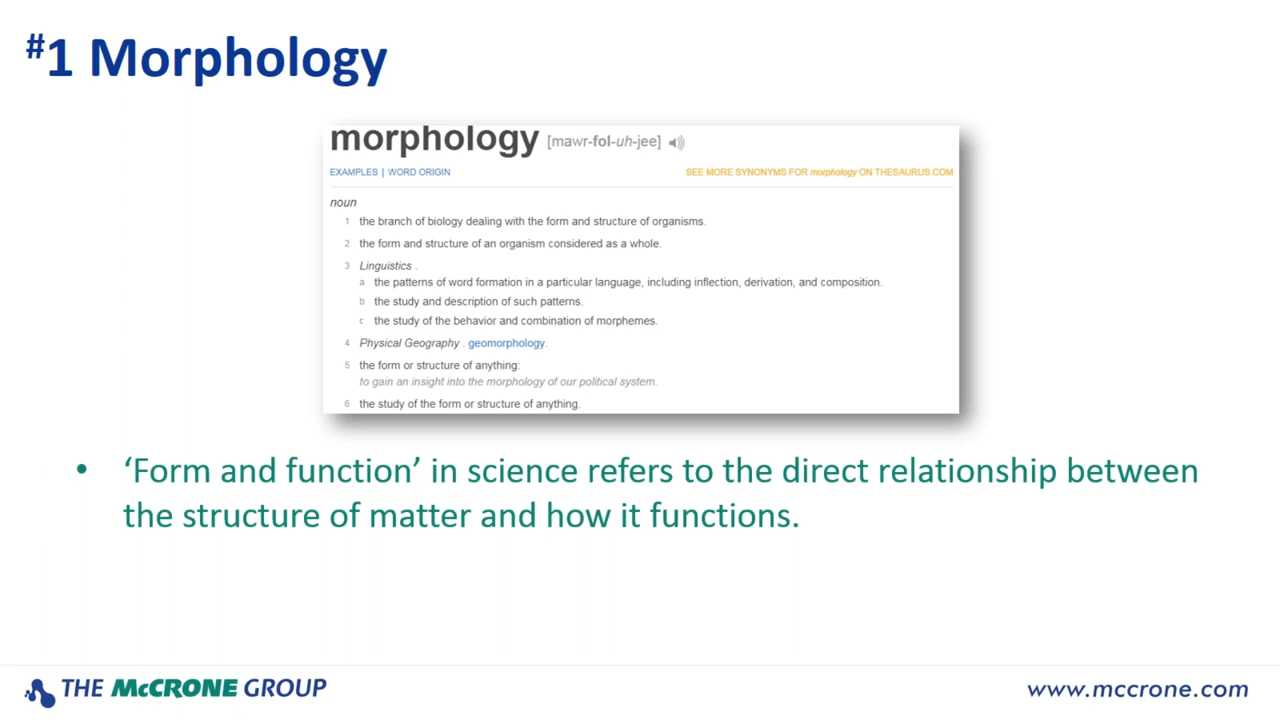 #1 Morphology
morphology [mawr-fol-uh-jee]
EXAMPLES | WORD ORIGIN SEE MORE SYNONYMS FOR morphology ON THESAURUS.COM
noun
1 the branch of biology dealing with the form and structure of organisms.
2 the form and structure of an organism considered as a whole.
3 Linguistics .
a the patterns of word formation in a particular language, including inflection, derivation, and composition.
b the study and description of such patterns.
c the study of the behavior and combination of morphemes.
4 Physical Geography . geomorphology.
5 the form or structure of anything:
to gain an insight into the morphology of our political system.
6 the study of the form or structure of anything.
• ‘Form and function’ in science refers to the direct relationship between
the structure of matter and how it functions.
THE McCRONE GROUP www.mccrone.com